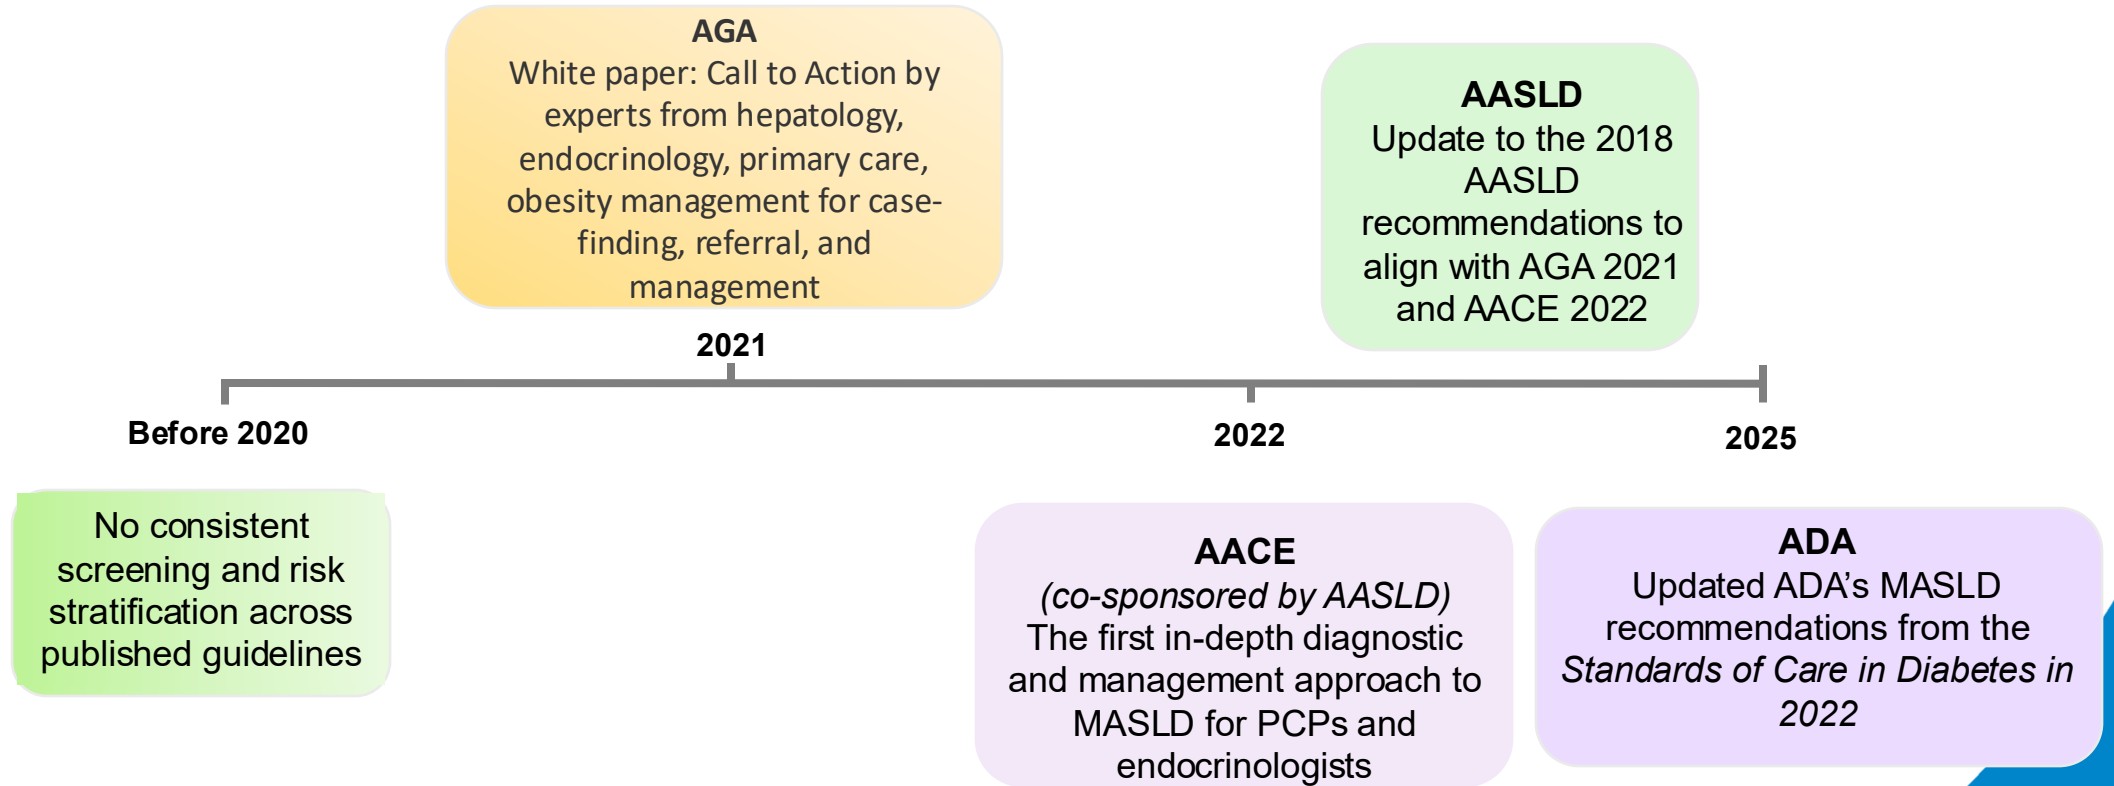 AGA
White paper: Call to Action by
experts from hepatology,
endocrinology, primary care,
obesity management for case-
finding, referral, and
management
AASLD
Update to the 2018
AASLD
recommendations to
align with AGA 2021
and AACE 2022
2021
Before 2020
2022
2025
No consistent
screening and risk
stratification across
published guidelines
AACE
(co-sponsored by AASLD)
The first in-depth diagnostic
and management approach to
MASLD for PCPs and
endocrinologists
ADA
Updated ADA’s MASLD
recommendations from the
Standards of Care in Diabetes in
2022